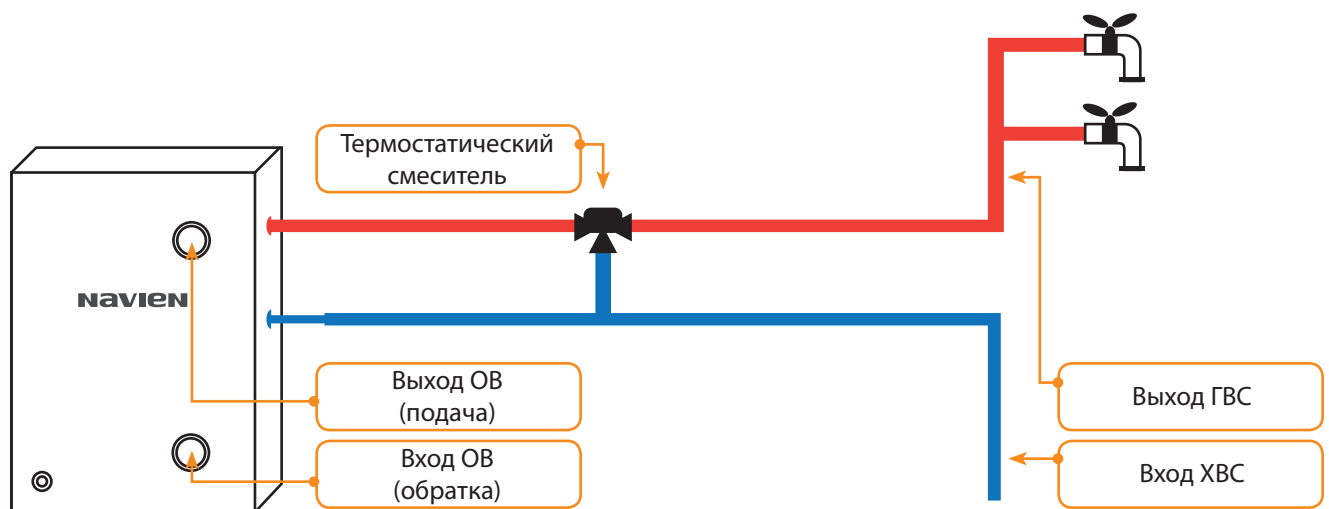 Термостатический
смеситель
NAVIEN
Выход ОВ
(подача)
Вход ОВ
(обратка)
Выход ГВС
Вход ХВС